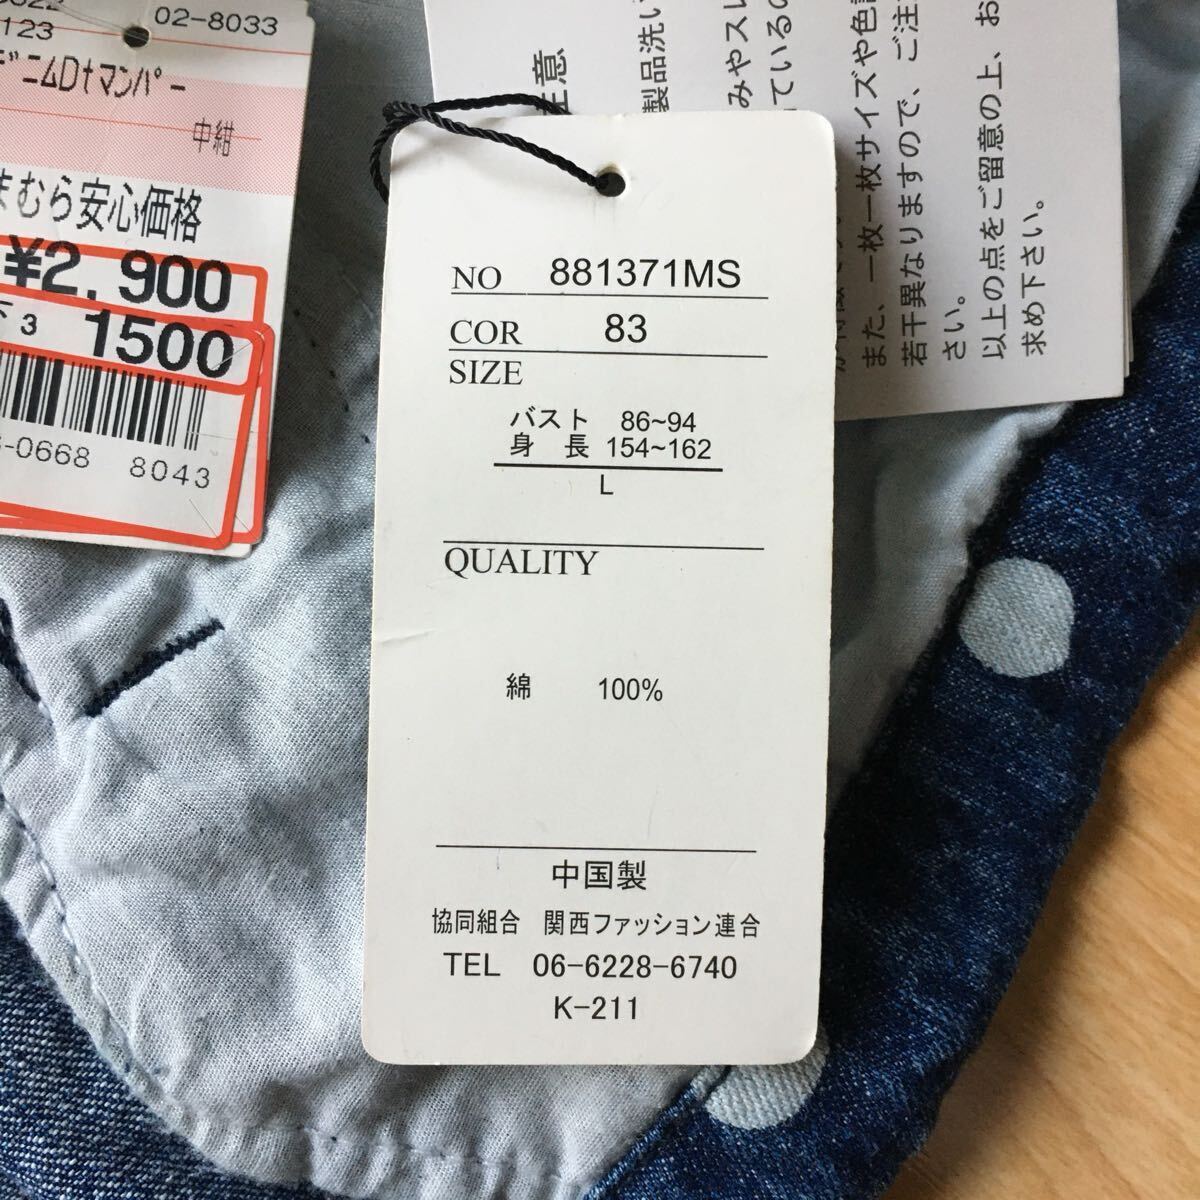 02-8033
123
ﾃﾞﾆﾑDtﾏﾝﾊﾟｰ
中紺
まむら安心価格
¥2,900
下3
1500
-0668 8043
NO 881371MS
COR 83
SIZE
バスト 86~94
身 長 154~162
L
QUALITY
綿 100%
中国製
協同組合 関西ファッション連合
TEL 06-6228-6740
K-211
注意
製品洗い
みやスレ
ているの
また、一枚一枚サイズや色調
若干異なりますので、ご注
さい。
以上の点をご留意の上、お
求め下さい。